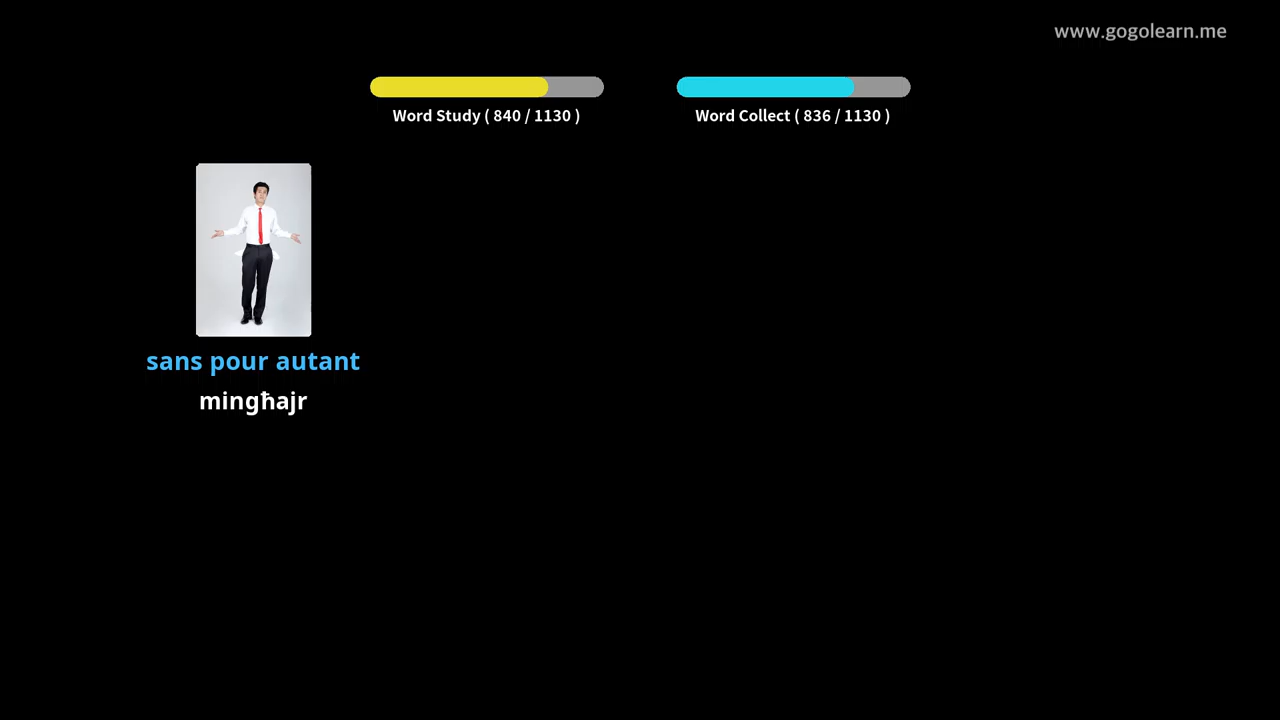 www.gogolearn.me
Word Study ( 840 / 1130 )
Word Collect ( 836 / 1130 )
sans pour autant
mingħajr